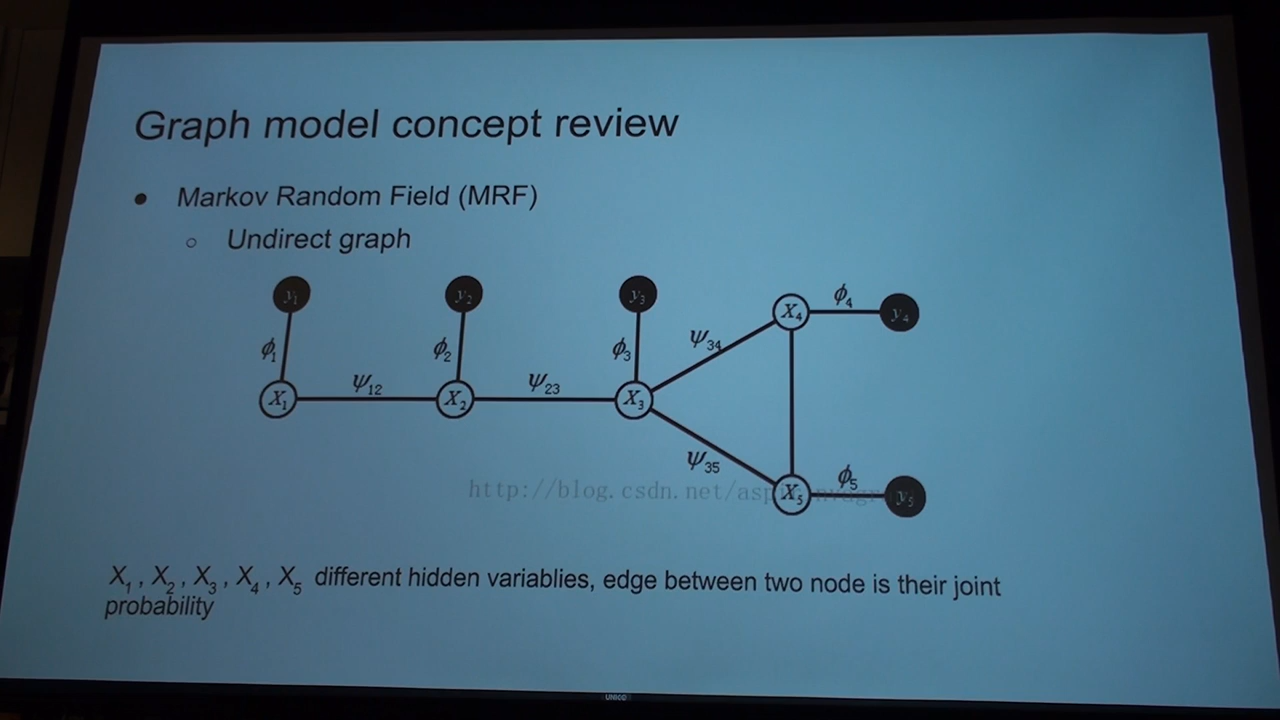 Graph model concept review
● Markov Random Field (MRF)
○ Undirect graph
y₁ y₂ y₃ ϕ₄
X₄ y₄
ϕ₁ ϕ₂ ϕ₃ ψ₃₄
ψ₁₂ ψ₂₃
X₁ X₂ X₃
ψ₃₅
ϕ₅
http://blog.csdn.net/
X₅ y₅
X₁ , X₂ , X₃ , X₄ , X₅ different hidden variablies, edge between two node is their joint
probability
UNICO